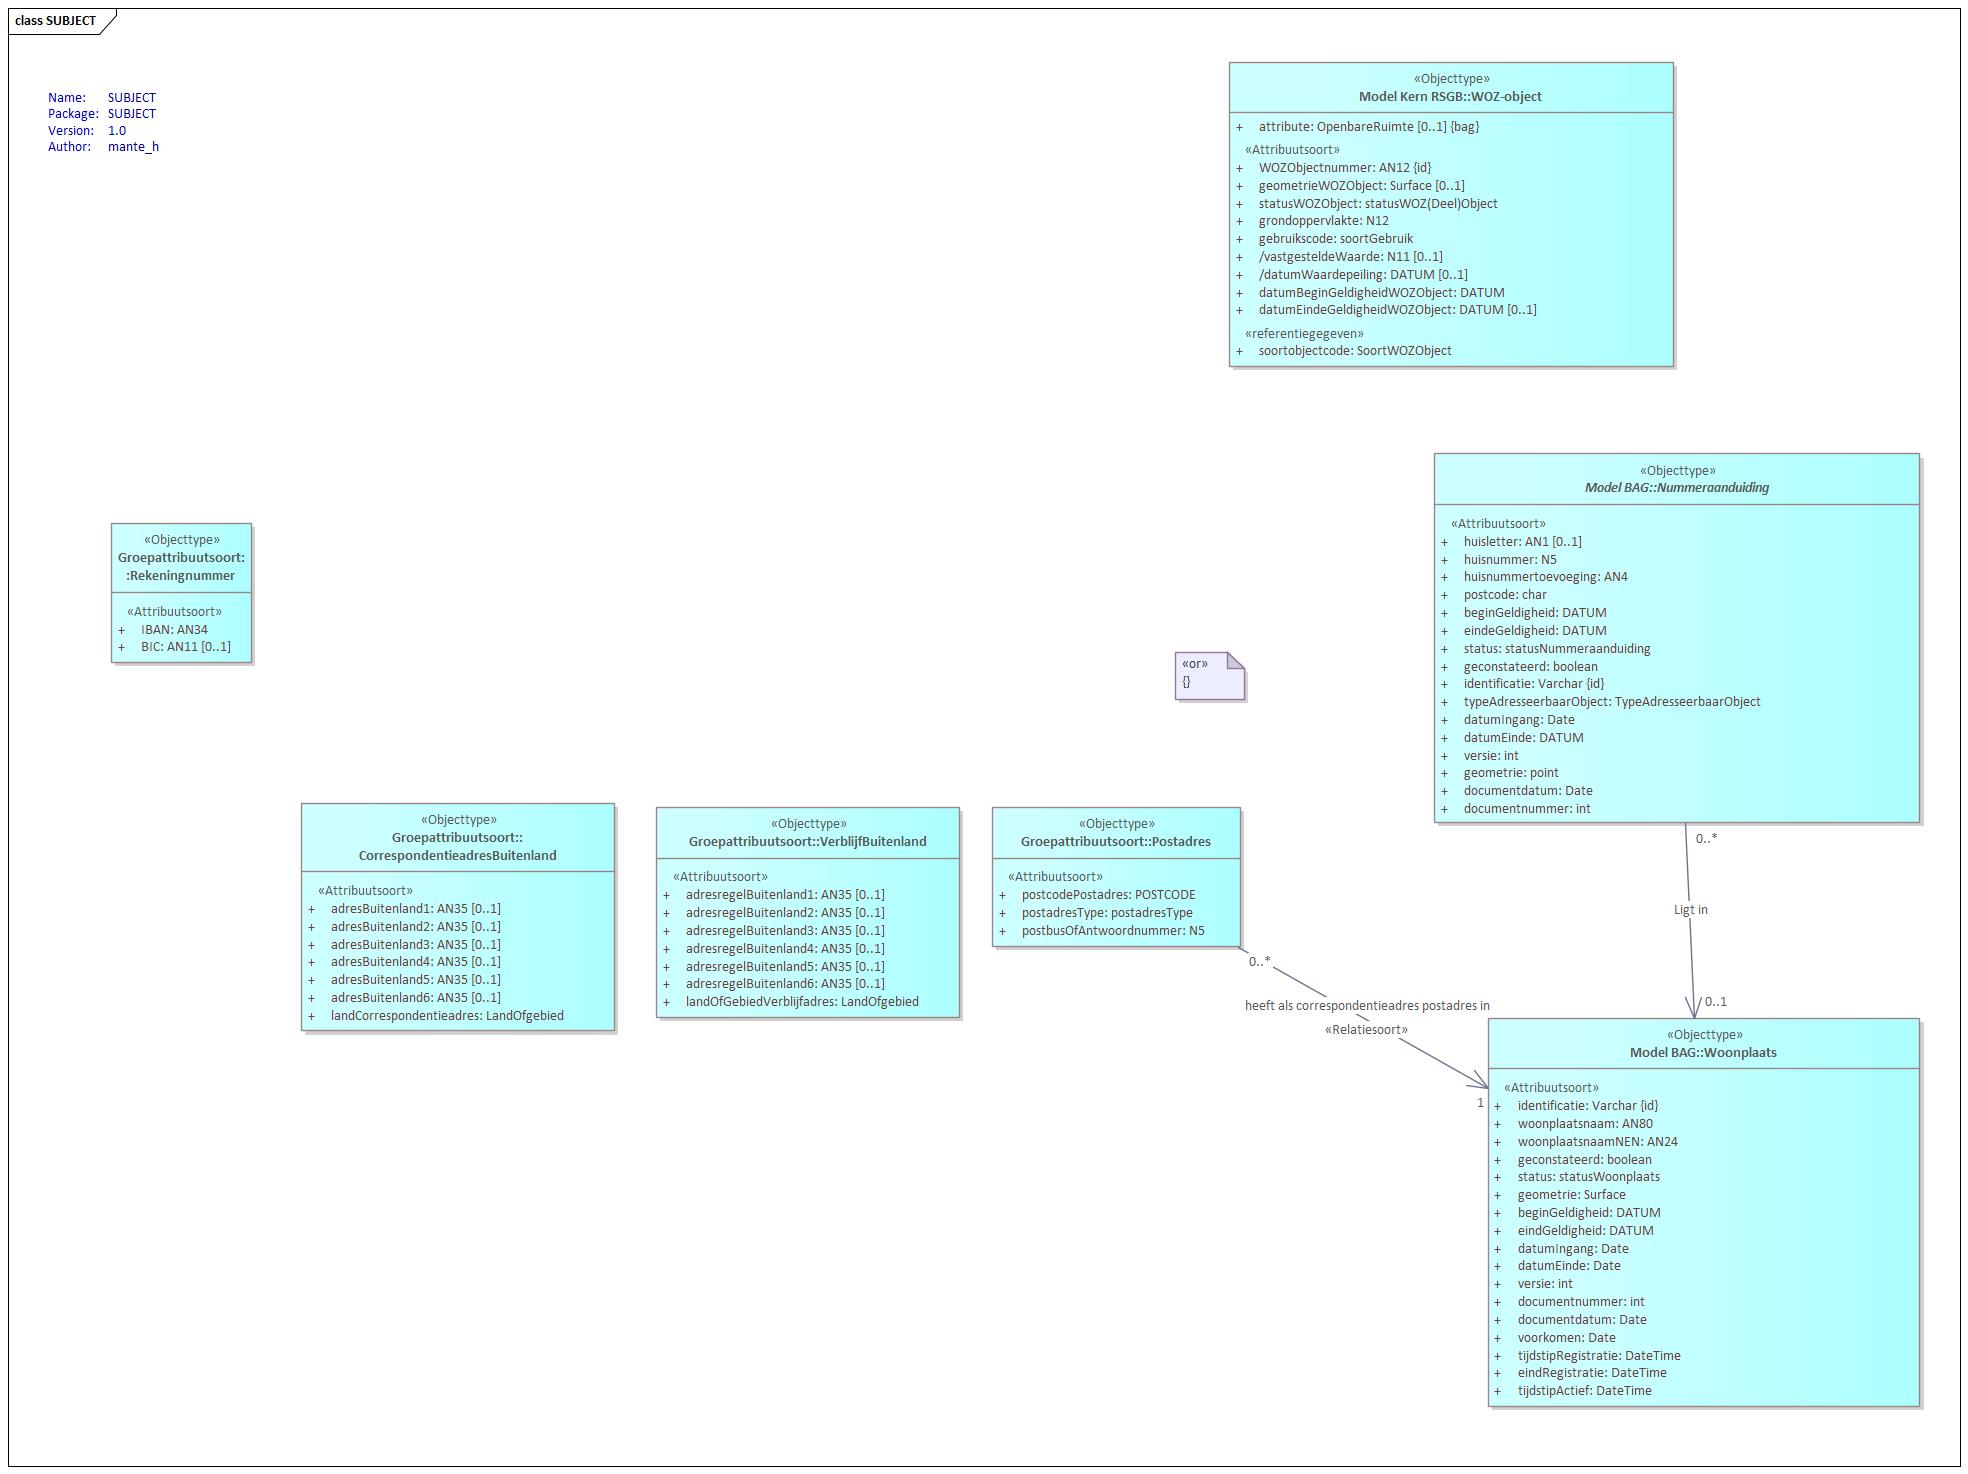 class SUBJECT
Name: SUBJECT
Package: SUBJECT
Version: 1.0
Author: mante_h
«Objecttype»
Model Kern RSGB::WOZ-object
+ attribute: OpenbareRuimte [0..1] {bag}
«Attribuutsoort»
+ WOZObjectnummer: AN12 {id}
+ geometrieWOZObject: Surface [0..1]
+ statusWOZObject: statusWOZ(Deel)Object
+ grondoppervlakte: N12
+ gebruikscode: soortGebruik
+ /vastgesteldeWaarde: N11 [0..1]
+ /datumWaardepeiling: DATUM [0..1]
+ datumBeginGeldigheidWOZObject: DATUM
+ datumEindeGeldigheidWOZObject: DATUM [0..1]
«referentiegegeven»
+ soortobjectcode: SoortWOZObject
«Objecttype»
Model BAG::Nummeraanduiding
«Attribuutsoort»
+ huisletter: AN1 [0..1]
+ huisnummer: N5
+ huisnummertoevoeging: AN4
+ postcode: char
+ beginGeldigheid: DATUM
+ eindeGeldigheid: DATUM
+ status: statusNummeraanduiding
+ geconstateerd: boolean
+ identificatie: Varchar {id}
+ typeAdresseerbaarObject: TypeAdresseerbaarObject
+ datumIngang: Date
+ datumEinde: DATUM
+ versie: int
+ geometrie: point
+ documentdatum: Date
+ documentnummer: int
«Objecttype»
Groepattribuutsoort:
:Rekeningnummer
«Attribuutsoort»
+ IBAN: AN34
+ BIC: AN11 [0..1]
«or»
{}
«Objecttype»
Groepattribuutsoort::
CorrespondentieadresBuitenland
«Attribuutsoort»
+ adresBuitenland1: AN35 [0..1]
+ adresBuitenland2: AN35 [0..1]
+ adresBuitenland3: AN35 [0..1]
+ adresBuitenland4: AN35 [0..1]
+ adresBuitenland5: AN35 [0..1]
+ adresBuitenland6: AN35 [0..1]
+ landCorrespondentieadres: LandOfgebied
«Objecttype»
Groepattribuutsoort::VerblijfBuitenland
«Attribuutsoort»
+ adresregelBuitenland1: AN35 [0..1]
+ adresregelBuitenland2: AN35 [0..1]
+ adresregelBuitenland3: AN35 [0..1]
+ adresregelBuitenland4: AN35 [0..1]
+ adresregelBuitenland5: AN35 [0..1]
+ adresregelBuitenland6: AN35 [0..1]
+ landOfGebiedVerblijfadres: LandOfgebied
«Objecttype»
Groepattribuutsoort::Postadres
«Attribuutsoort»
+ postcodePostadres: POSTCODE
+ postadresType: postadresType
+ postbusOfAntwoordnummer: N5
0..*
Ligt in
0..1
0..*
heeft als correspondentieadres postadres in
«Relatiesoort»
1
«Objecttype»
Model BAG::Woonplaats
«Attribuutsoort»
+ identificatie: Varchar {id}
+ woonplaatsnaam: AN80
+ woonplaatsnaamNEN: AN24
+ geconstateerd: boolean
+ status: statusWoonplaats
+ geometrie: Surface
+ beginGeldigheid: DATUM
+ eindGeldigheid: DATUM
+ datumIngang: Date
+ datumEinde: Date
+ versie: int
+ documentnummer: int
+ documentdatum: Date
+ voorkomen: Date
+ tijdstipRegistratie: DateTime
+ eindRegistratie: DateTime
+ tijdstipActief: DateTime